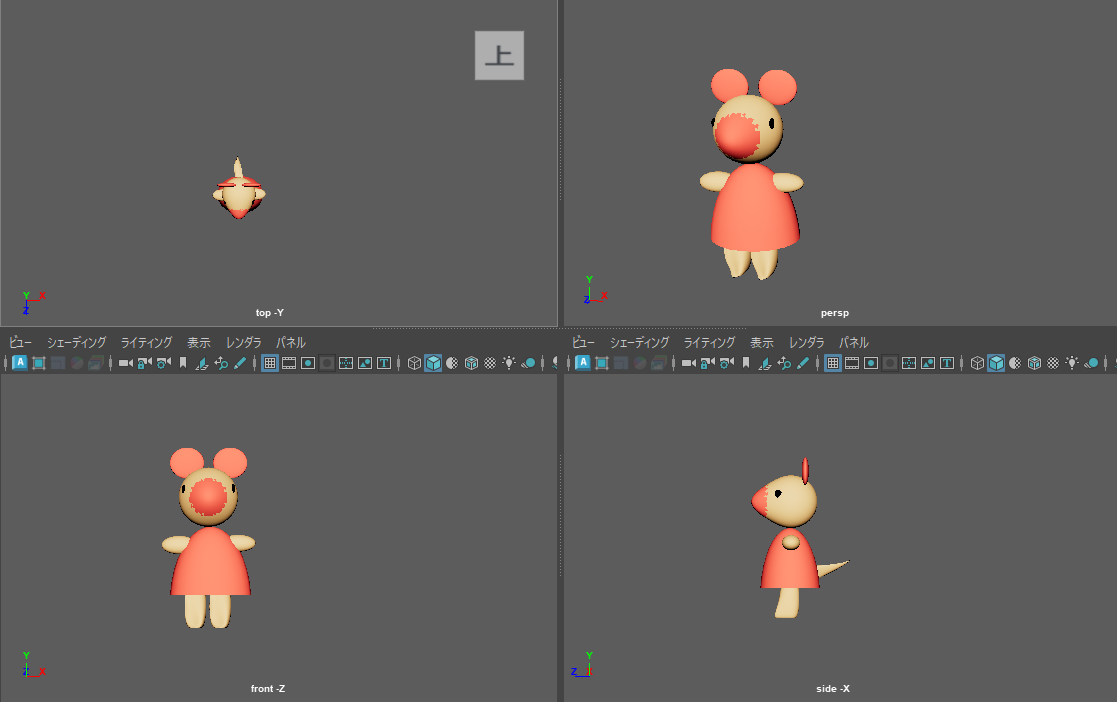 上
Y X
Z
top -Y
Y
Z X
persp
ビュー シェーディング ライティング 表示 レンダラ パネル
ビュー シェーディング ライティング 表示 レンダラ パネル
A T
A T
Y
Z X
front -Z
Y
Z X
side -X